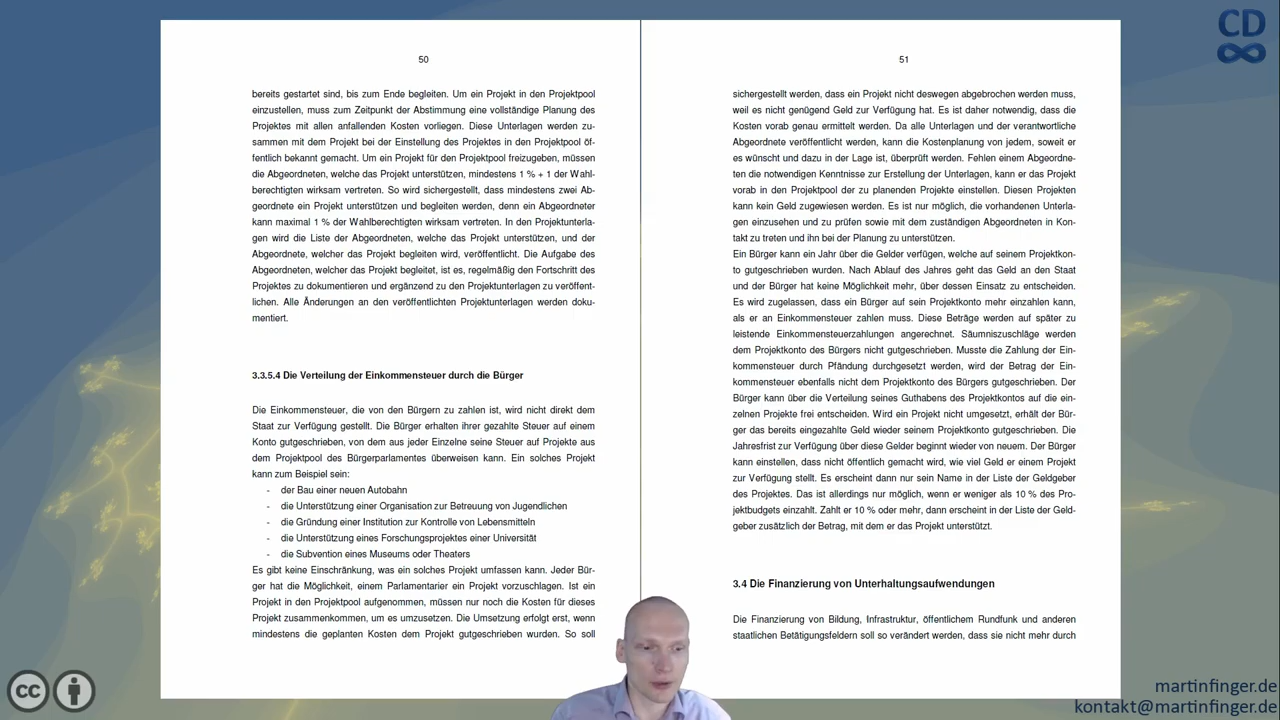 50
bereits gestartet sind, bis zum Ende begleiten. Um ein Projekt in den Projektpool
einzustellen, muss zum Zeitpunkt der Abstimmung eine vollständige Planung des
Projektes mit allen anfallenden Kosten vorliegen. Diese Unterlagen werden zu-
sammen mit dem Projekt bei der Einstellung des Projektes in den Projektpool öf-
fentlich bekannt gemacht. Um ein Projekt für den Projektpool freizugeben, müssen
die Abgeordneten, welche das Projekt unterstützen, mindestens 1 % + 1 der Wahl-
berechtigten wirksam vertreten. So wird sichergestellt, dass mindestens zwei Ab-
geordnete ein Projekt unterstützen und begleiten werden, denn ein Abgeordneter
kann maximal 1 % der Wahlberechtigten wirksam vertreten. In den Projektunterla-
gen wird die Liste der Abgeordneten, welche das Projekt unterstützen, und der
Abgeordnete, welcher das Projekt begleiten wird, veröffentlicht. Die Aufgabe des
Abgeordneten, welcher das Projekt begleitet, ist es, regelmäßig den Fortschritt des
Projektes zu dokumentieren und ergänzend zu den Projektunterlagen zu veröffent-
lichen. Alle Änderungen an den veröffentlichten Projektunterlagen werden doku-
mentiert.
3.3.5.4 Die Verteilung der Einkommensteuer durch die Bürger
Die Einkommensteuer, die von den Bürgern zu zahlen ist, wird nicht direkt dem
Staat zur Verfügung gestellt. Die Bürger erhalten ihrer gezahlte Steuer auf einem
Konto gutgeschrieben, von dem aus jeder Einzelne seine Steuer auf Projekte aus
dem Projektpool des Bürgerparlamentes überweisen kann. Ein solches Projekt
kann zum Beispiel sein:
- der Bau einer neuen Autobahn
- die Unterstützung einer Organisation zur Betreuung von Jugendlichen
- die Gründung einer Institution zur Kontrolle von Lebensmitteln
- die Unterstützung eines Forschungsprojektes einer Universität
- die Subvention eines Museums oder Theaters
Es gibt keine Einschränkung, was ein solches Projekt umfassen kann. Jeder Bür-
ger hat die Möglichkeit, einem Parlamentarier ein Projekt vorzuschlagen. Ist ein
Projekt in den Projektpool aufgenommen, müssen nur noch die Kosten für dieses
Projekt zusammenkommen, um es umzusetzen. Die Umsetzung erfolgt erst, wenn
mindestens die geplanten Kosten dem Projekt gutgeschrieben wurden. So soll
51
sichergestellt werden, dass ein Projekt nicht deswegen abgebrochen werden muss,
weil es nicht genügend Geld zur Verfügung hat. Es ist daher notwendig, dass die
Kosten vorab genau ermittelt werden. Da alle Unterlagen und der verantwortliche
Abgeordnete veröffentlicht werden, kann die Kostenplanung von jedem, soweit er
es wünscht und dazu in der Lage ist, überprüft werden. Fehlen einem Abgeordne-
ten die notwendigen Kenntnisse zur Erstellung der Unterlagen, kann er das Projekt
vorab in den Projektpool der zu planenden Projekte einstellen. Diesen Projekten
kann kein Geld zugewiesen werden. Es ist nur möglich, die vorhandenen Unterla-
gen einzusehen und zu prüfen sowie mit dem zuständigen Abgeordneten in Kon-
takt zu treten und ihn bei der Planung zu unterstützen.
Ein Bürger kann ein Jahr über die Gelder verfügen, welche auf seinem Projektkon-
to gutgeschrieben wurden. Nach Ablauf des Jahres geht das Geld an den Staat
und der Bürger hat keine Möglichkeit mehr, über dessen Einsatz zu entscheiden.
Es wird zugelassen, dass ein Bürger auf sein Projektkonto mehr einzahlen kann,
als er an Einkommensteuer zahlen muss. Diese Beträge werden auf später zu
leistende Einkommensteuerzahlungen angerechnet. Säumniszuschläge werden
dem Projektkonto des Bürgers nicht gutgeschrieben. Musste die Zahlung der Ein-
kommensteuer durch Pfändung durchgesetzt werden, wird der Betrag der Ein-
kommensteuer ebenfalls nicht dem Projektkonto des Bürgers gutgeschrieben. Der
Bürger kann über die Verteilung seines Guthabens des Projektkontos auf die ein-
zelnen Projekte frei entscheiden. Wird ein Projekt nicht umgesetzt, erhält der Bür-
ger das bereits eingezahlte Geld wieder seinem Projektkonto gutgeschrieben. Die
Jahresfrist zur Verfügung über diese Gelder beginnt wieder von neuem. Der Bürger
kann einstellen, dass nicht öffentlich gemacht wird, wie viel Geld er einem Projekt
zur Verfügung stellt. Es erscheint dann nur sein Name in der Liste der Geldgeber
des Projektes. Das ist allerdings nur möglich, wenn er weniger als 10 % des Pro-
jektbudgets einzahlt. Zahlt er 10 % oder mehr, dann erscheint in der Liste der Geld-
geber zusätzlich der Betrag, mit dem er das Projekt unterstützt.
3.4 Die Finanzierung von Unterhaltungsaufwendungen
Die Finanzierung von Bildung, Infrastruktur, öffentlichem Rundfunk und anderen
staatlichen Betätigungsfeldern soll so verändert werden, dass sie nicht mehr durch
CD
cc
martinfinger.de
kontakt@martinfinger.de